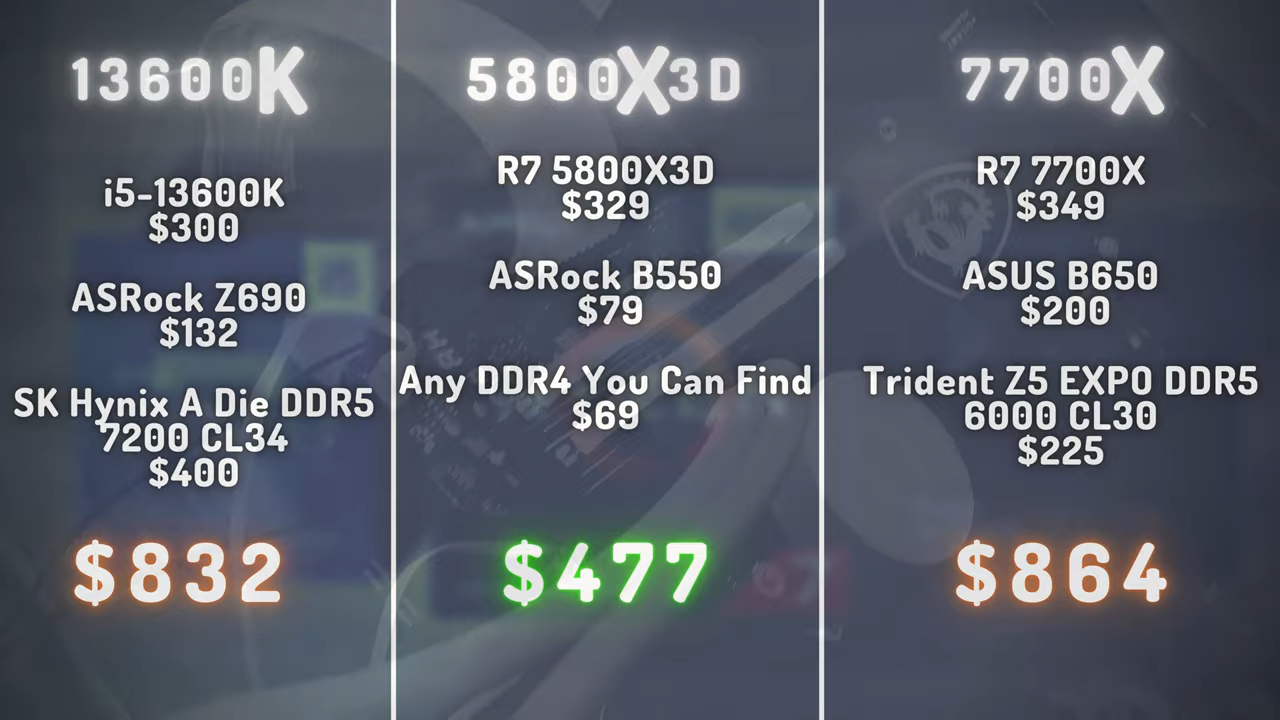 13600K
i5-13600K
$300
ASRock Z690
$132
SK Hynix A Die DDR5
7200 CL34
$400
$832
5800X3D
R7 5800X3D
$329
ASRock B550
$79
Any DDR4 You Can Find
$69
$477
7700X
R7 7700X
$349
ASUS B650
$200
Trident Z5 EXPO DDR5
6000 CL30
$225
$864